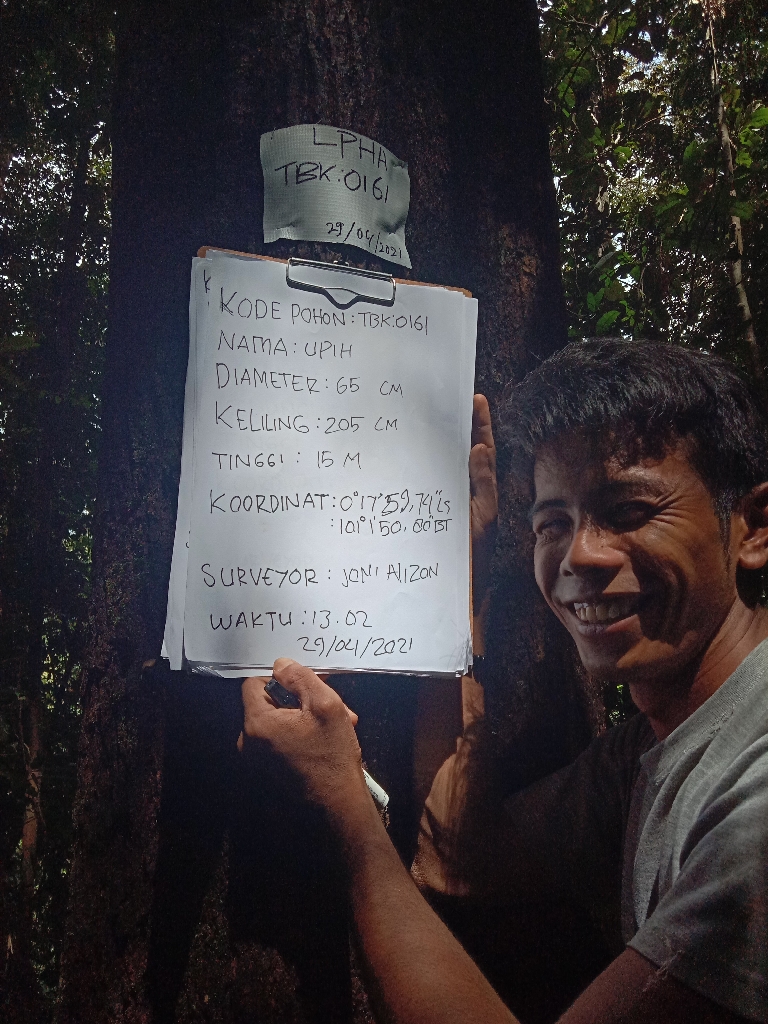 LPHA
TBK:0161
29/04/2021
KODE POHON : TBK:0161
NAMA : UPIH
DIAMETER : 65 CM
KELILING : 205 CM
TINGGI : 15 M
KOORDINAT : 0°17'59,74"LS
: 101°1'50,80"BT
SURVEYOR : JONI ALIZON
WAKTU : 13.02
29/04/2021